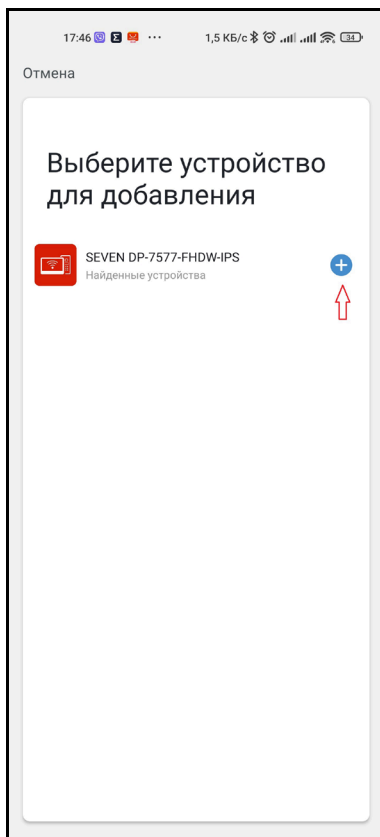 17:46 ... 1,5 КБ/с 34
Отмена
Выберите устройство
для добавления
SEVEN DP-7577-FHDW-IPS
Найденные устройства